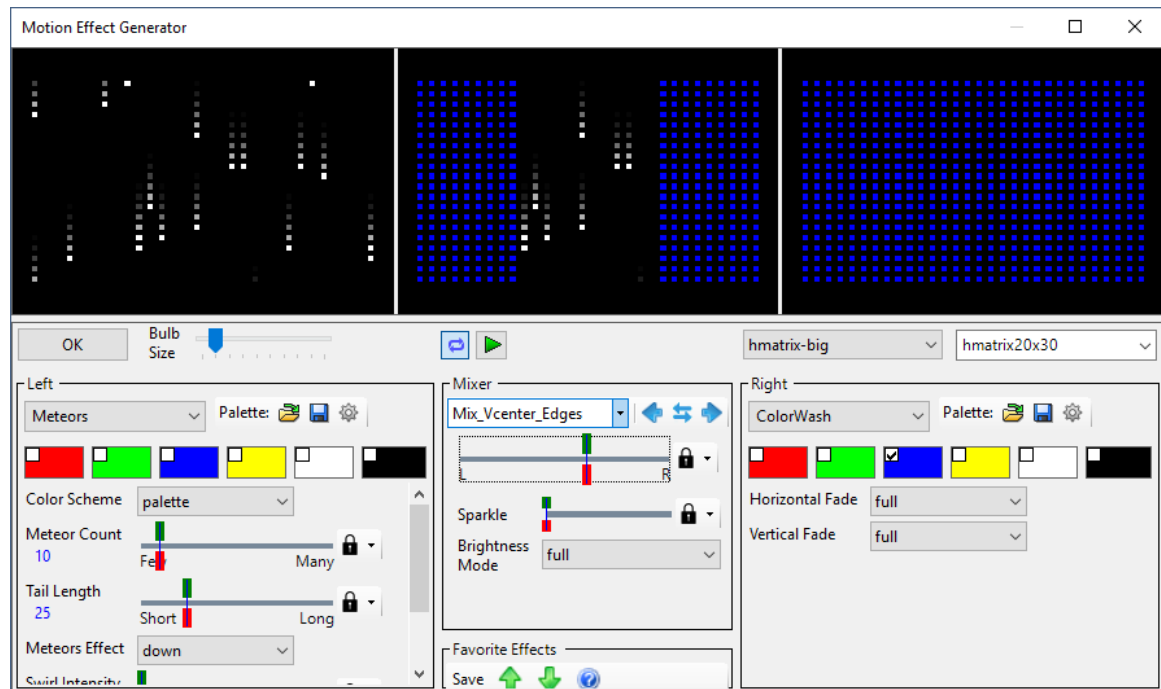 Motion Effect Generator
OK
Bulb
Size
hmatrix-big
hmatrix20x30
Left
Meteors
Palette:
Color Scheme
palette
Meteor Count
10
Few
Many
Tail Length
25
Short
Long
Meteors Effect
down
Swirl Intensity
Mixer
Mix_Vcenter_Edges
L
R
Sparkle
Brightness
Mode
full
Favorite Effects
Save
Right
ColorWash
Palette:
Horizontal Fade
full
Vertical Fade
full